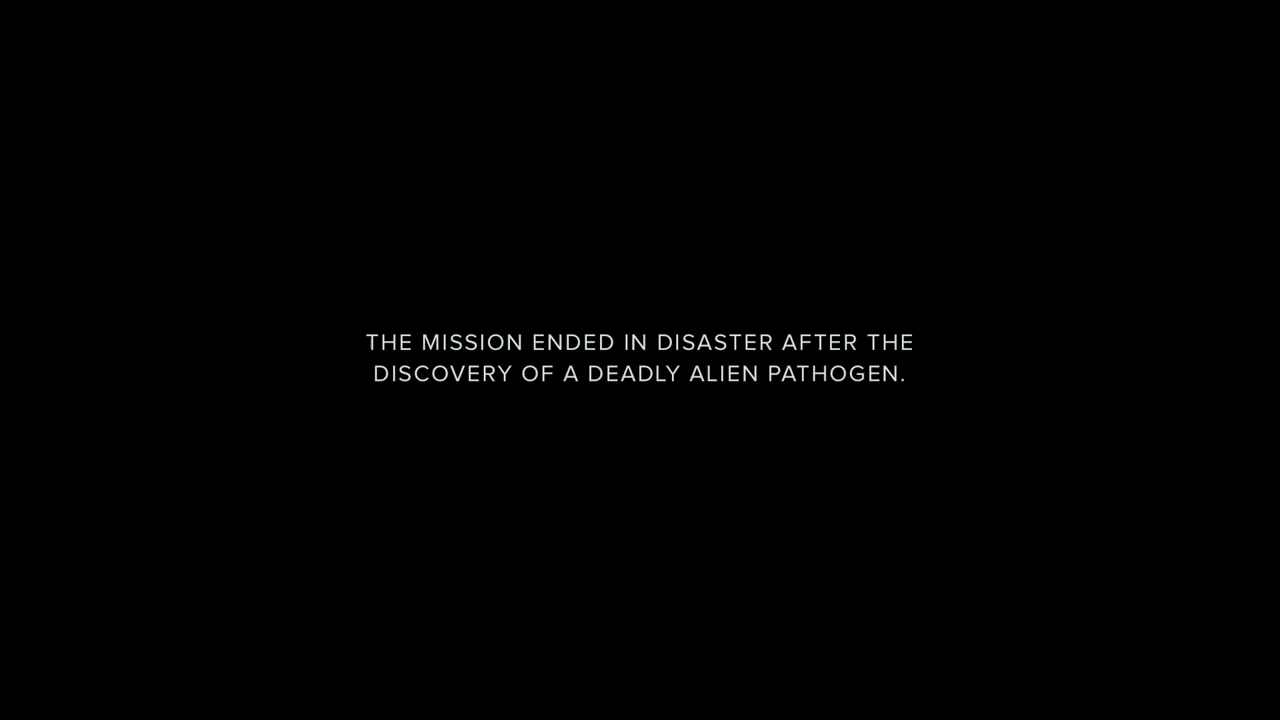 THE MISSION ENDED IN DISASTER AFTER THE
DISCOVERY OF A DEADLY ALIEN PATHOGEN.